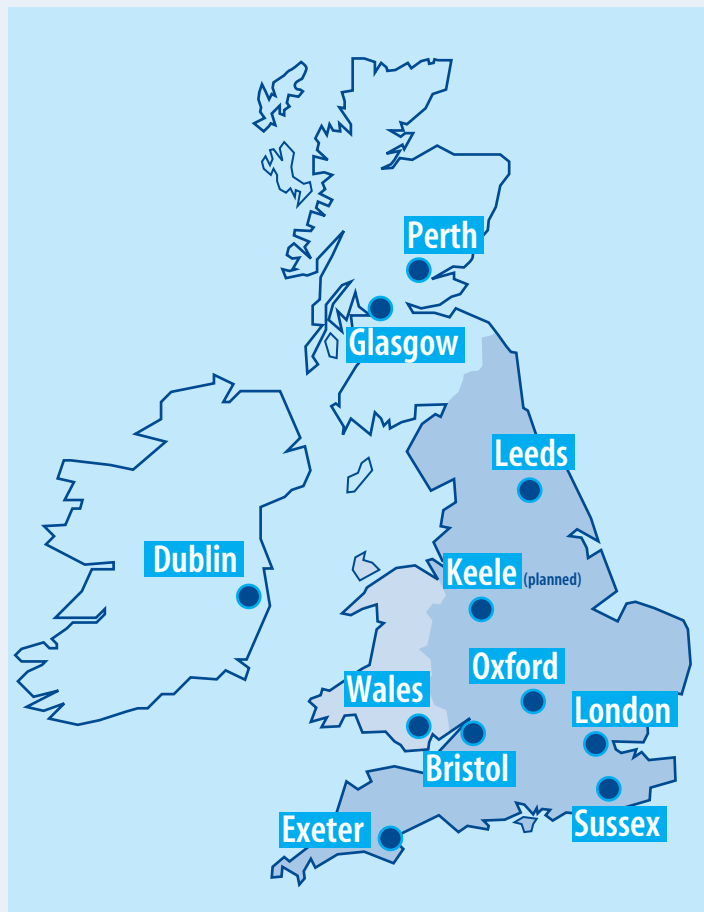 Perth
Glasgow
Leeds
Dublin
Keele (planned)
Oxford
Wales
London
Bristol
Exeter
Sussex